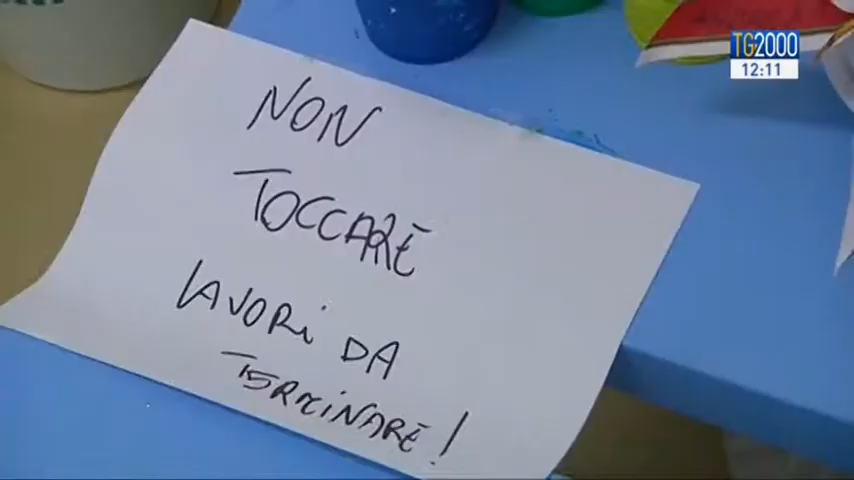 TG2000
12:11
NON
TOCCARE
LAVORI DA
TERMINARE!